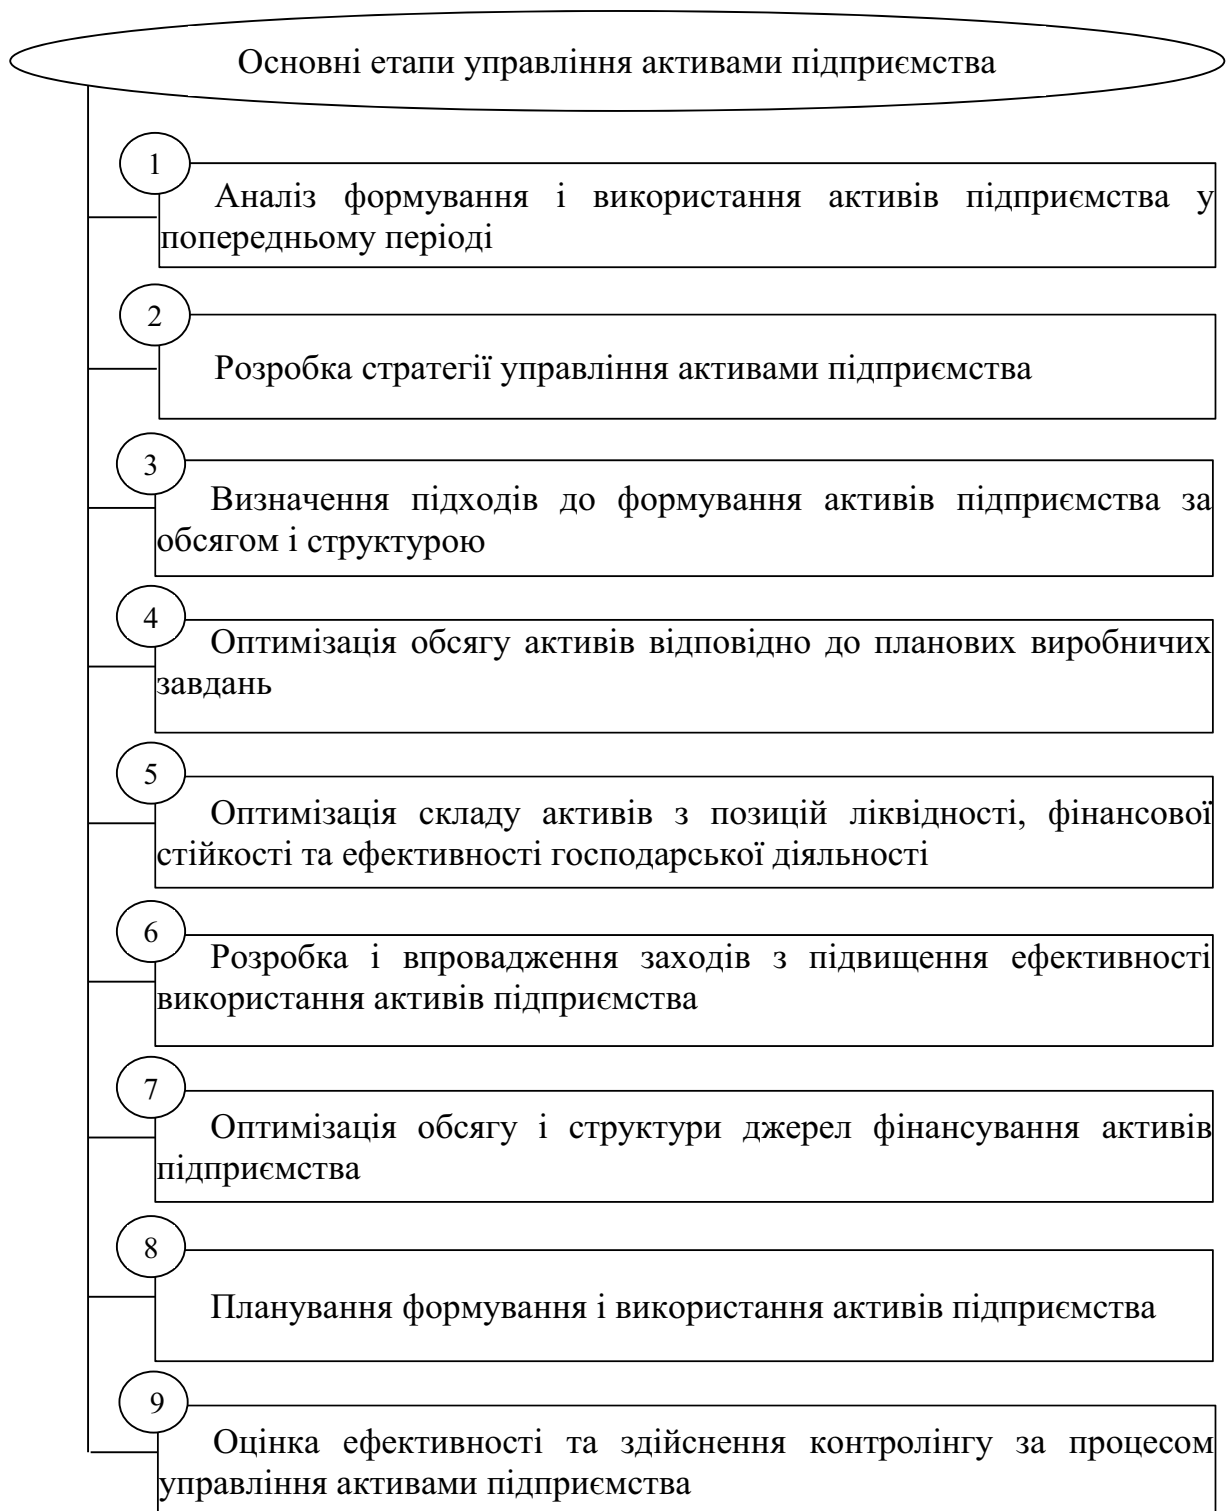 Основні етапи управління активами підприємства
1
Аналіз формування і використання активів підприємства у
попередньому періоді
2
Розробка стратегії управління активами підприємства
3
Визначення підходів до формування активів підприємства за
обсягом і структурою
4
Оптимізація обсягу активів відповідно до планових виробничих
завдань
5
Оптимізація складу активів з позицій ліквідності, фінансової
стійкості та ефективності господарської діяльності
6
Розробка і впровадження заходів з підвищення ефективності
використання активів підприємства
7
Оптимізація обсягу і структури джерел фінансування активів
підприємства
8
Планування формування і використання активів підприємства
9
Оцінка ефективності та здійснення контролінгу за процесом
управління активами підприємства